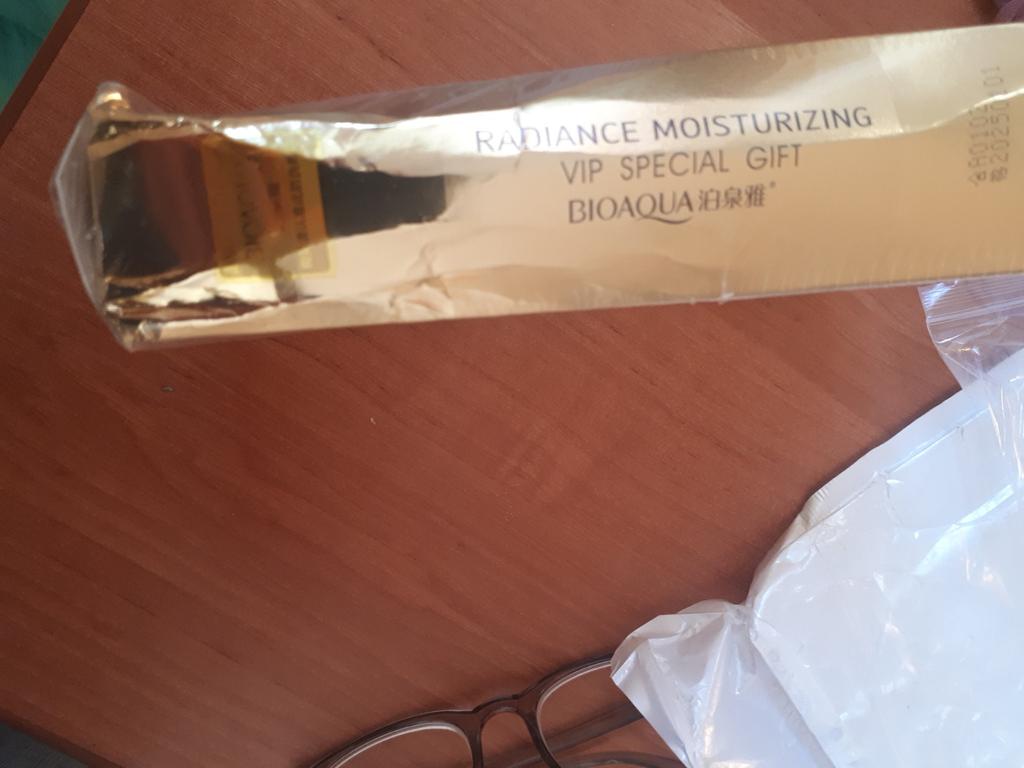 RADIANCE MOISTURIZING
VIP SPECIAL GIFT
BIOAQUA泊泉雅®